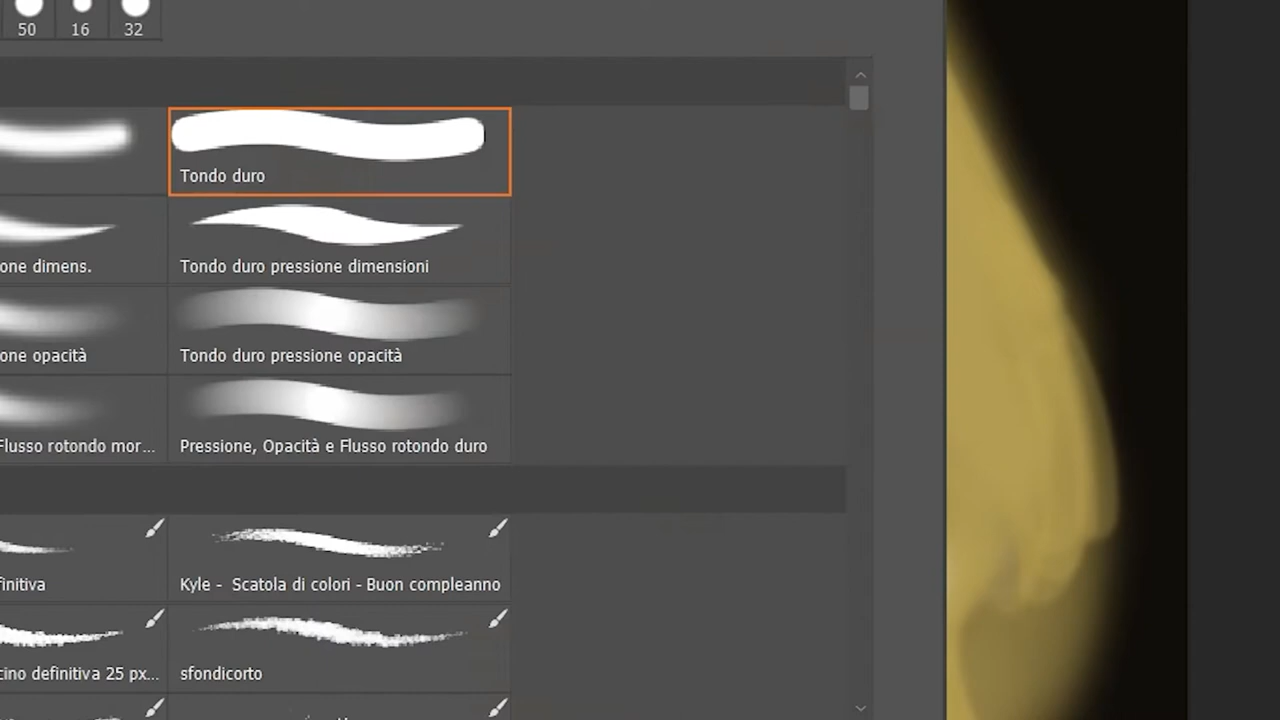 50 16 32
Tondo duro
one dimens. Tondo duro pressione dimensioni
one opacità Tondo duro pressione opacità
Flusso rotondo mor... Pressione, Opacità e Flusso rotondo duro
finitiva Kyle - Scatola di colori - Buon compleanno
cino definitiva 25 px... sfondicorto